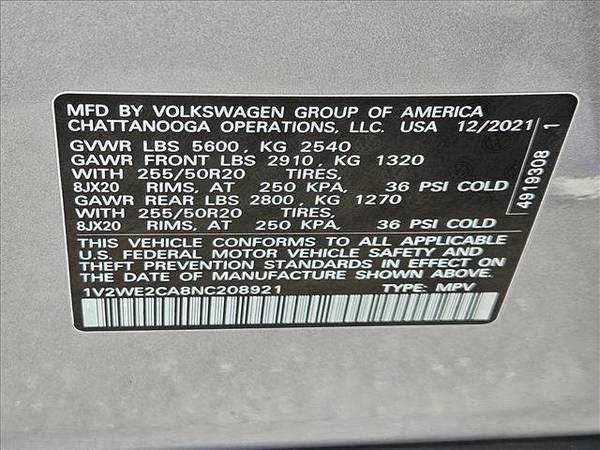 MFD BY VOLKSWAGEN GROUP OF AMERICA
CHATTANOOGA OPERATIONS, LLC. USA 12/2021
GVWR LBS 5600, KG 2540
GAWR FRONT LBS 2910, KG 1320
WITH 255/50R20 TIRES,
8JX20 RIMS, AT 250 KPA, 36 PSI COLD
GAWR REAR LBS 2800, KG 1270
WITH 255/50R20 TIRES,
8JX20 RIMS, AT 250 KPA, 36 PSI COLD
THIS VEHICLE CONFORMS TO ALL APPLICABLE
U.S. FEDERAL MOTOR VEHICLE SAFETY AND
THEFT PREVENTION STANDARDS IN EFFECT ON
THE DATE OF MANUFACTURE SHOWN ABOVE.
1V2WE2CA8NC208921 TYPE: MPV
4919308 1